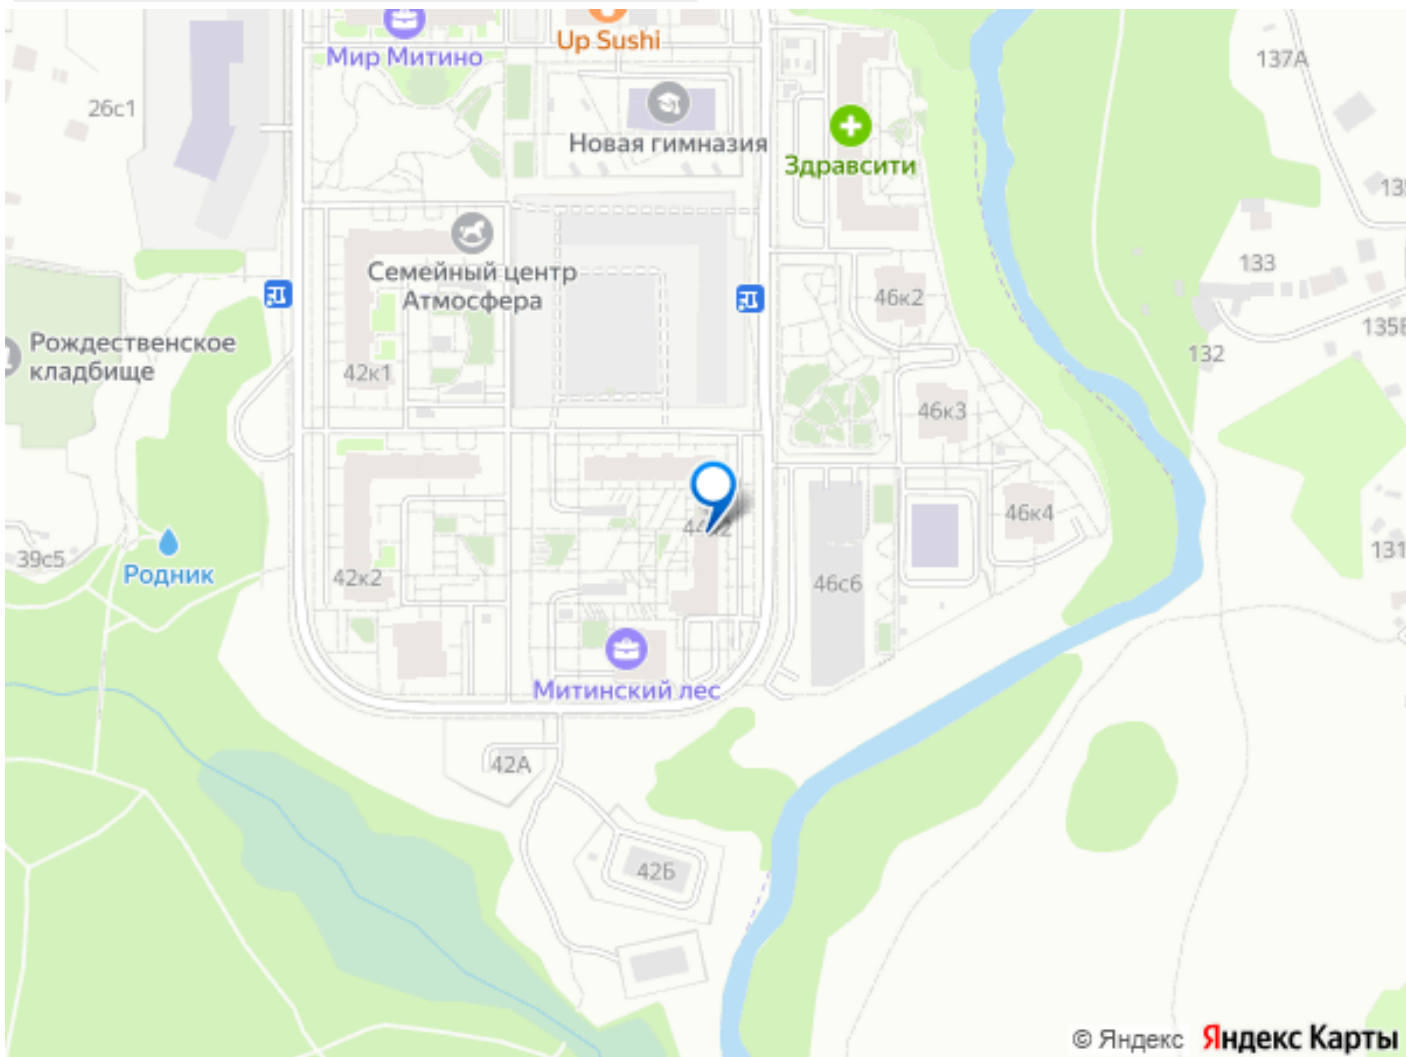 Up Sushi
Мир Митино
137А
26с1
Новая гимназия
Здравсити
Семейный центр
Атмосфера
133
46к2
Рождественское
кладбище
132
42к1
46к3
46к4
39с5
Родник
42к2
46с6
131
Митинский лес
42А
42Б
© Яндекс Яндекс Карты